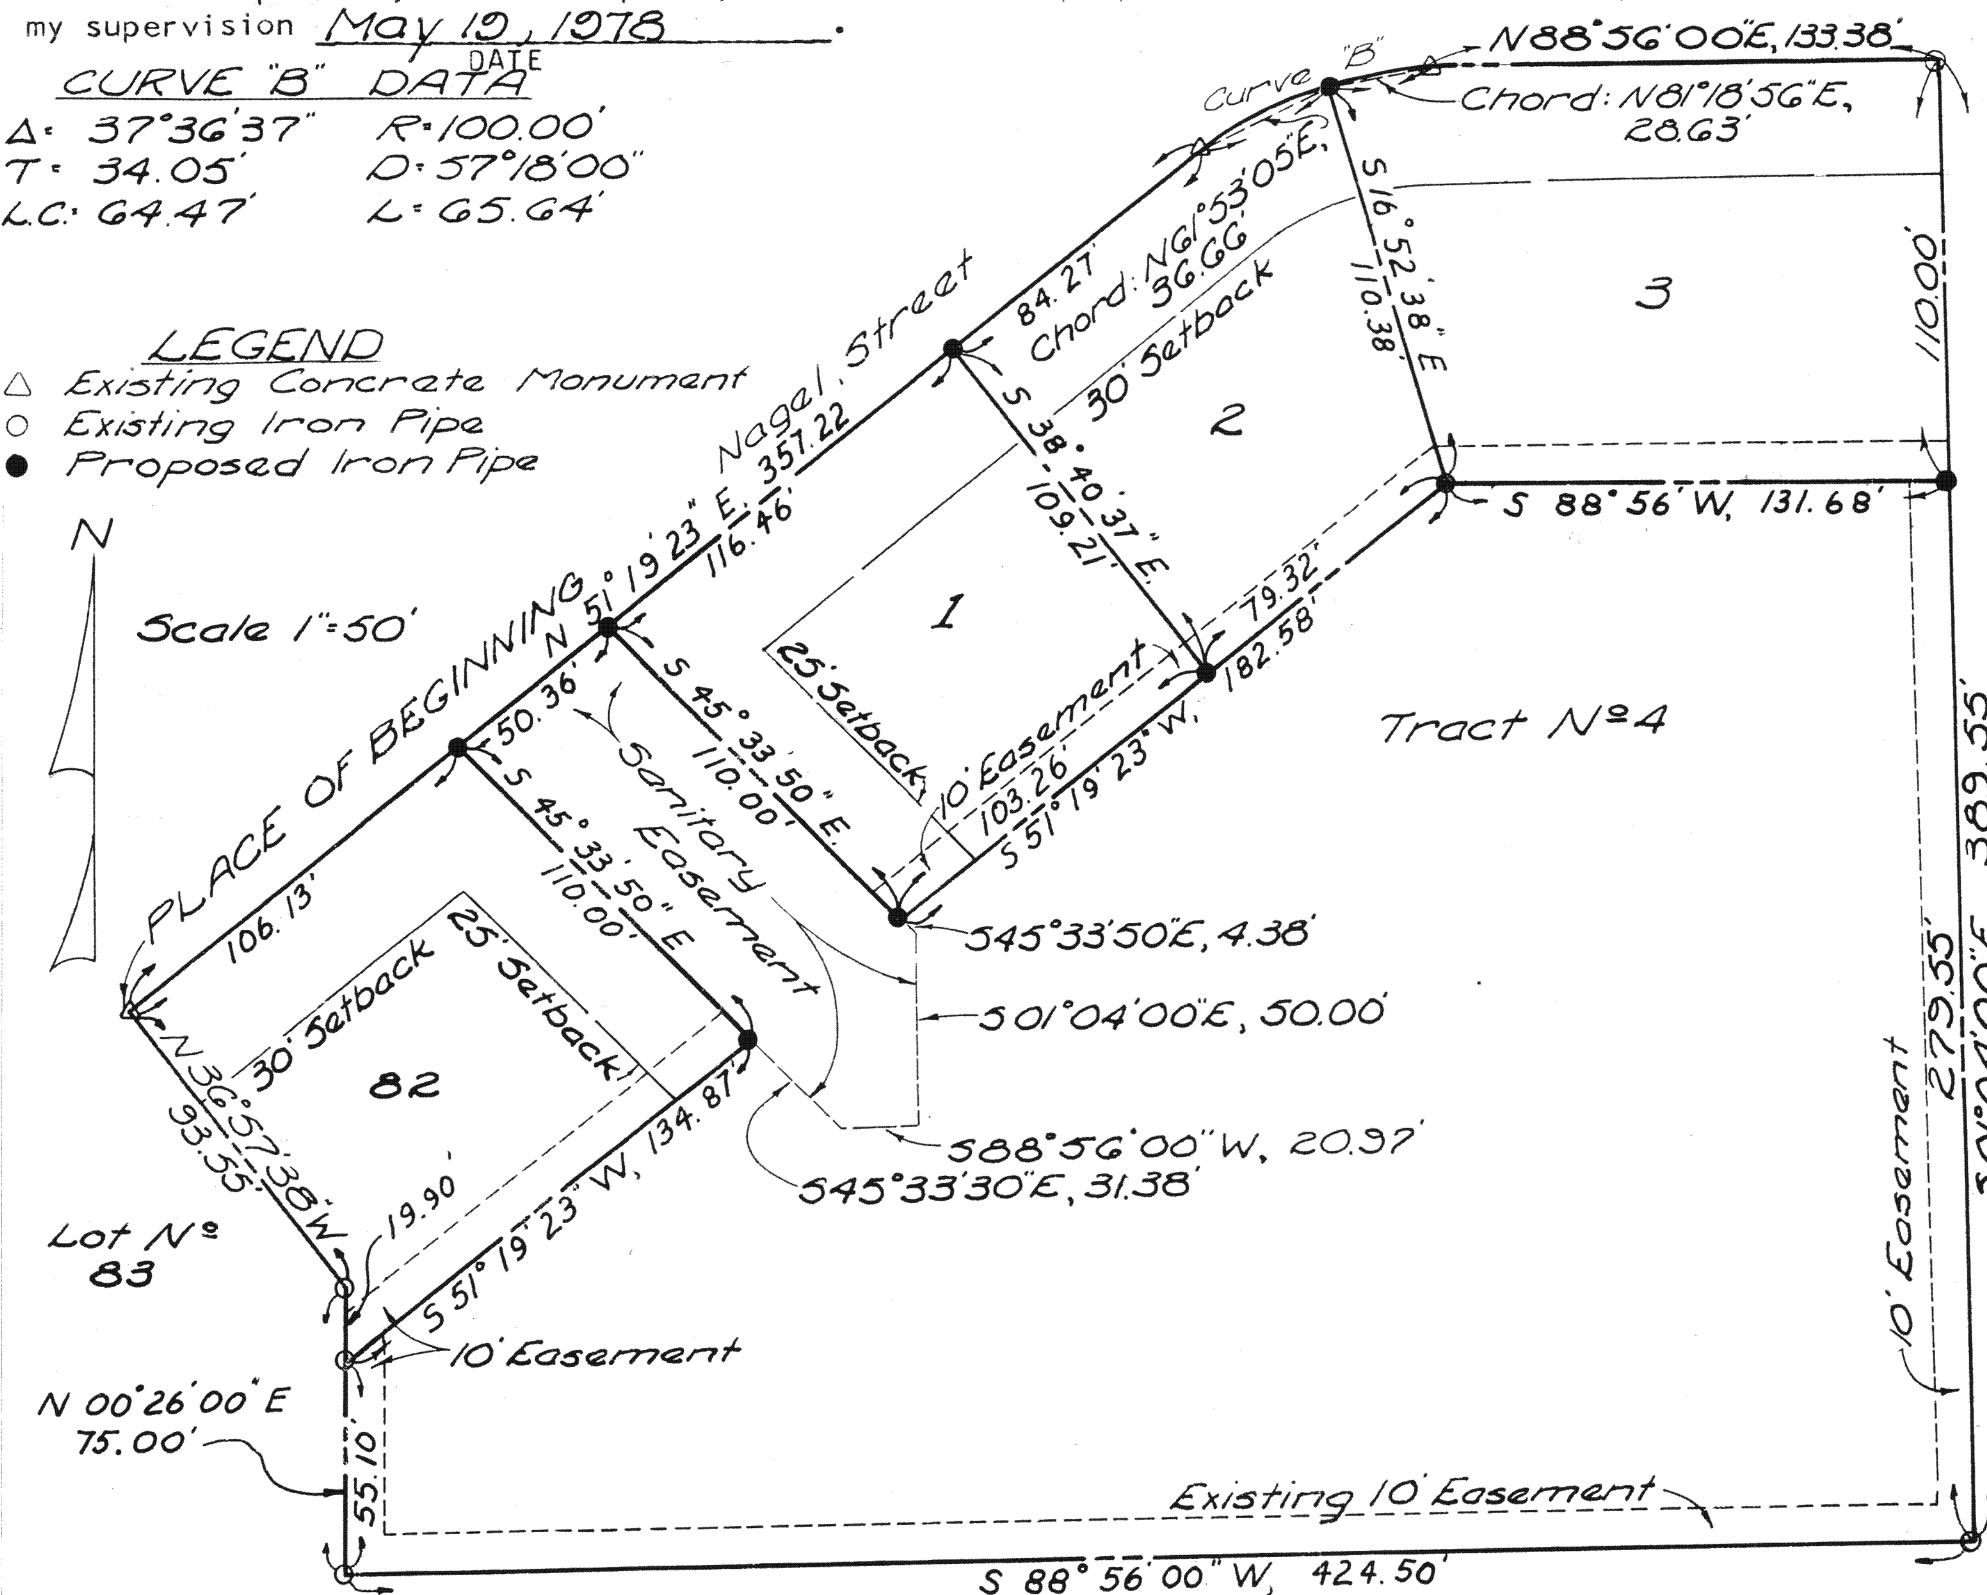 my supervision May 19, 1978.
DATE
CURVE "B" DATA
Δ= 37°36'37" R=100.00'
T= 34.05' D=57°18'00"
L.C.= 64.47' L= 65.64'
LEGEND
△ Existing Concrete Monument
○ Existing Iron Pipe
● Proposed Iron Pipe
N
Scale 1"=50'
PLACE OF BEGINNING
Nagel Street
Curve "B"
N88°56'00"E, 133.38'
Chord: N81°18'56"E,
28.63'
Chord: N61°53'05"E,
36.66'
84.27'
N 51°19'23" E, 357.22
116.46'
50.36'
106.13'
30' Setback
S 16°52'38" E
110.38'
3
110.00'
2
S 38°40'37" E.
109.21'
S 88°56' W, 131.68'
1
25' Setback
10' Easement
103.26'
79.32'
S 51°19'23" W, 182.58'
Tract Nº 4
S 45°33'50" E.
110.00'
Sanitary
Easement
S 45°33'50" E
110.00'
30' Setback
25' Setback
82
S45°33'50"E, 4.38'
S01°04'00"E, 50.00'
S88°56'00"W, 20.97'
S45°33'30"E, 31.38'
N 36°57'38" W
93.55'
19.90'
S 51°19'23" W, 134.87'
Lot Nº
83
10' Easement
N 00°26'00" E
75.00'
55.10'
10' Easement
279.55'
S 01°04'00"E 389.55'
Existing 10' Easement
S 88°56'00" W, 424.50'